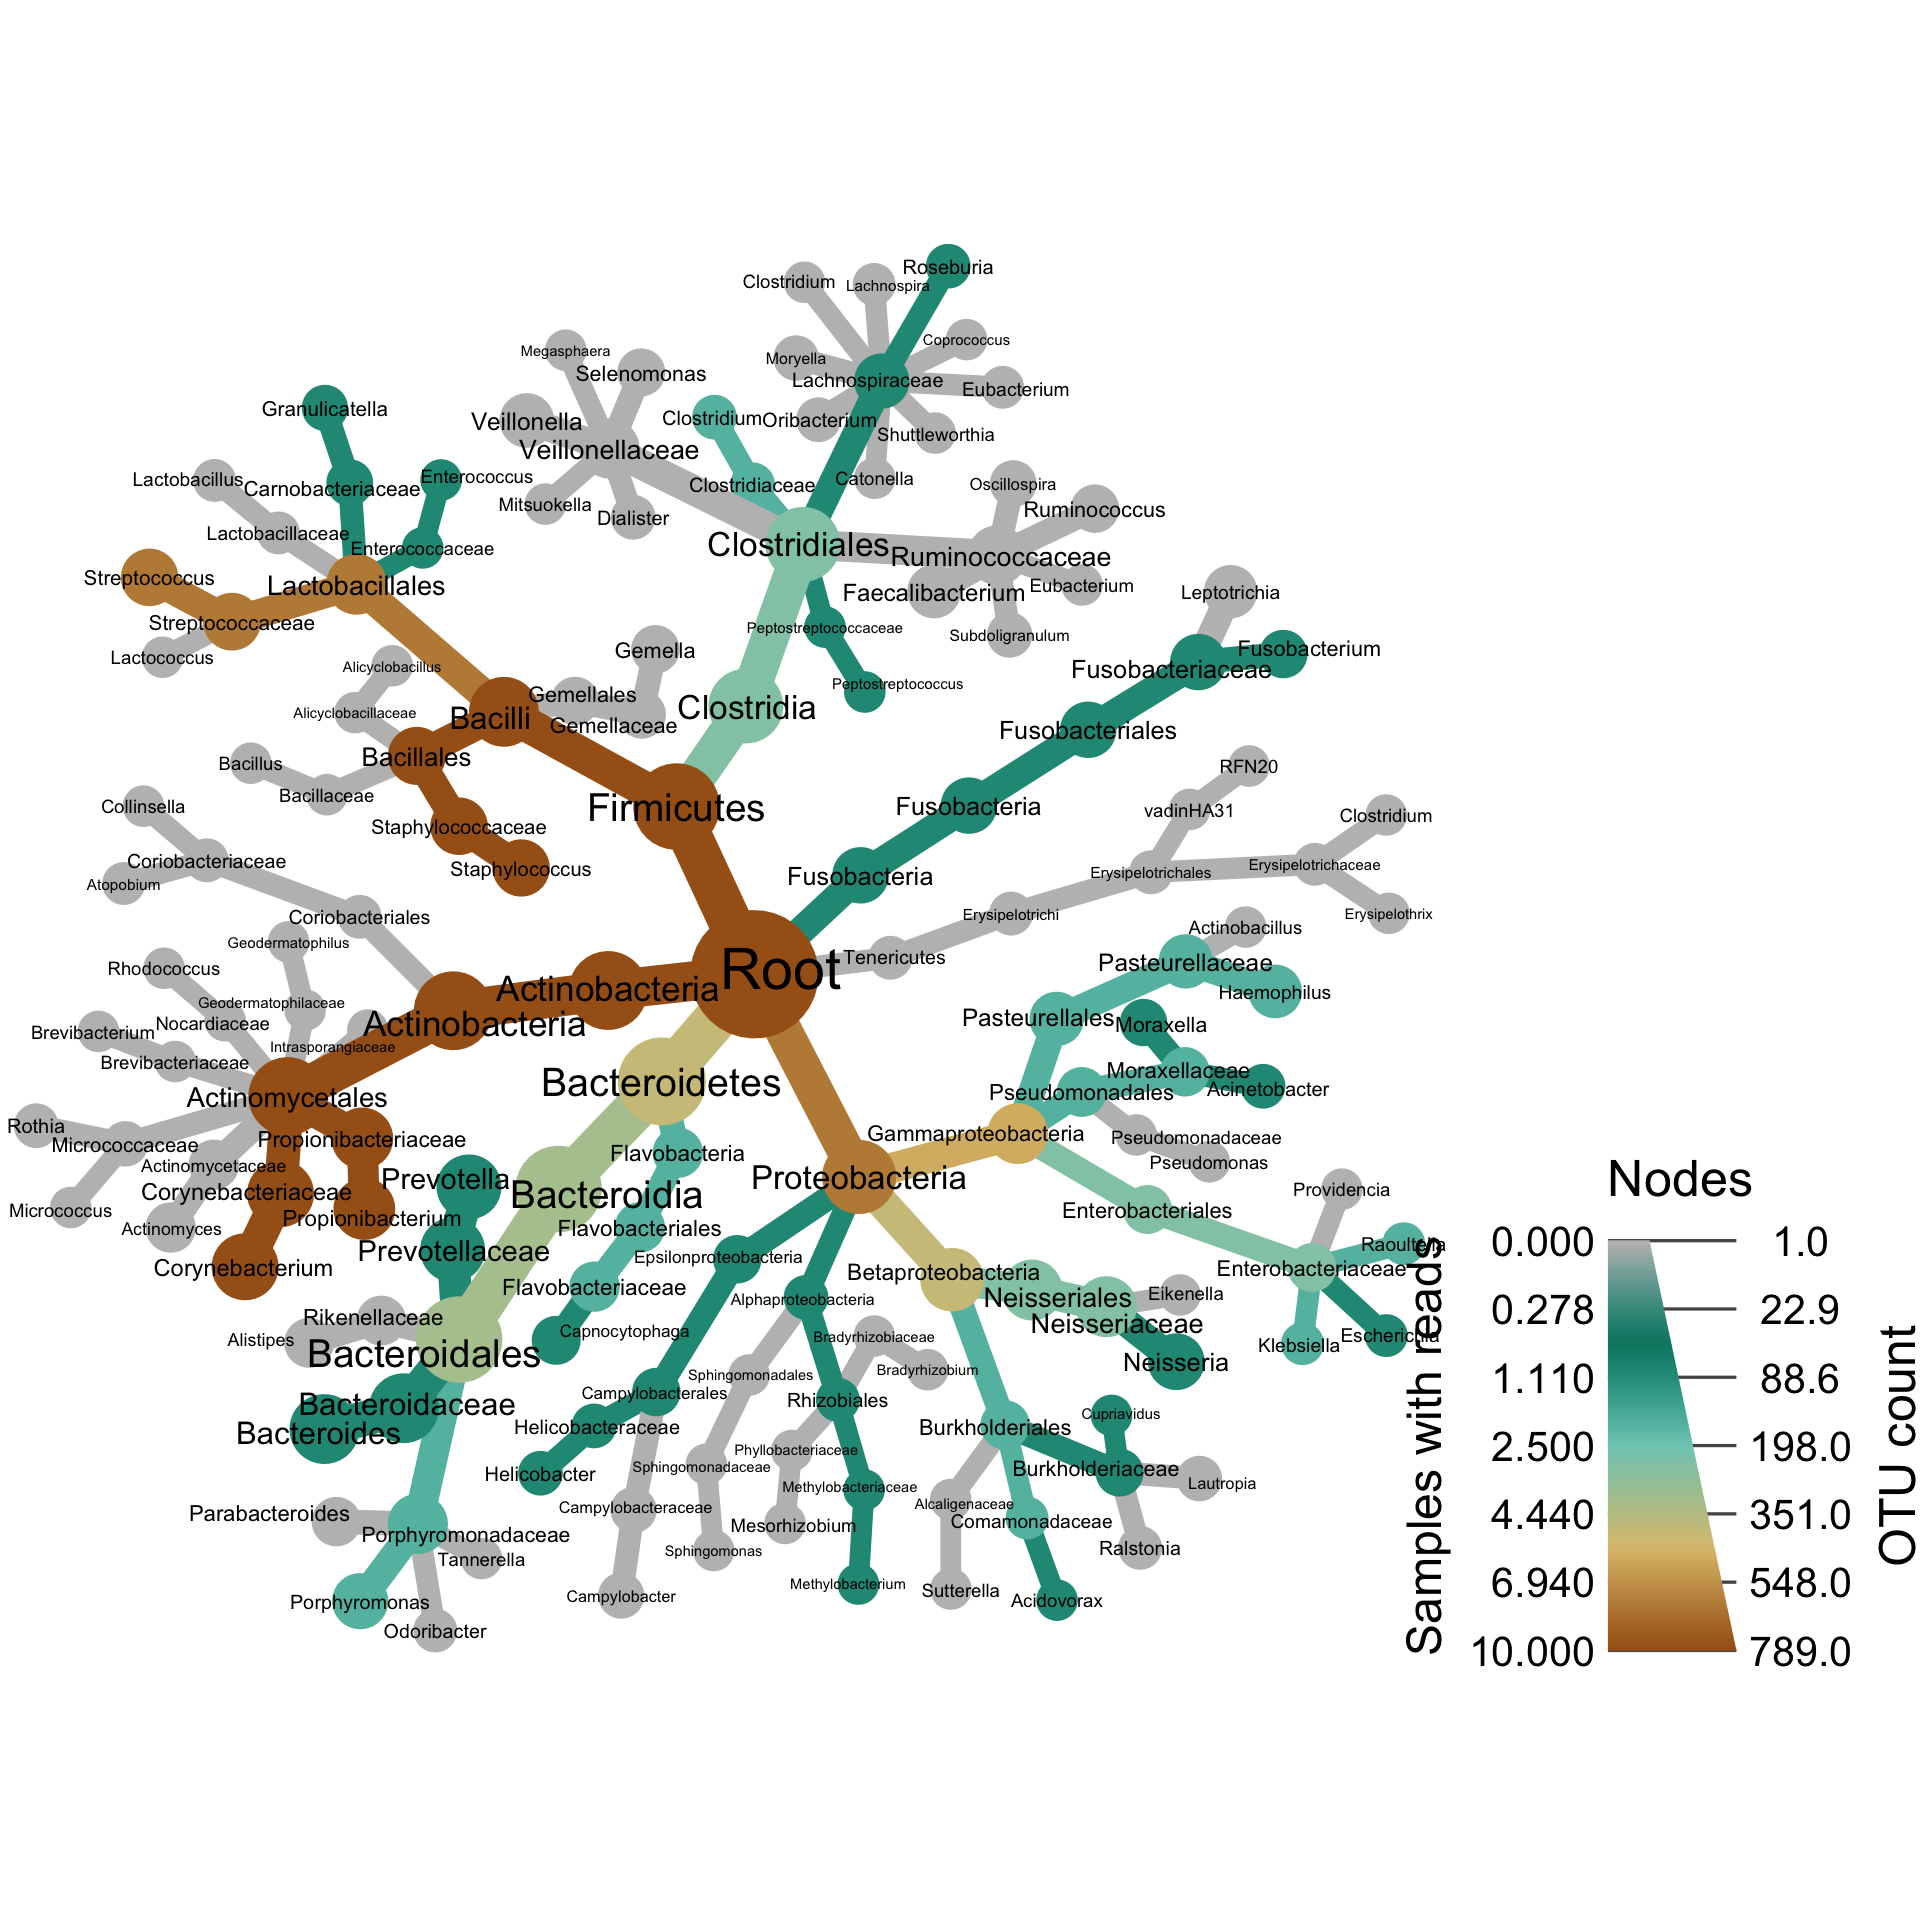 Roseburia
Clostridium
Lachnospira
Coprococcus
Megasphaera
Moryella
Selenomonas
Lachnospiraceae
Eubacterium
Granulicatella
Veillonella
Clostridium
Oribacterium
Shuttleworthia
Veillonellaceae
Lactobacillus
Carnobacteriaceae
Enterococcus
Clostridiaceae
Catonella
Oscillospira
Mitsuokella
Dialister
Ruminococcus
Lactobacillaceae
Enterococcaceae
Clostridiales
Ruminococcaceae
Streptococcus
Lactobacillales
Faecalibacterium
Eubacterium
Leptotrichia
Streptococcaceae
Peptostreptococcaceae
Subdoligranulum
Lactococcus
Alicyclobacillus
Gemella
Fusobacterium
Fusobacteriaceae
Gemellales
Peptostreptococcus
Alicyclobacillaceae
Bacilli
Gemellaceae
Clostridia
Fusobacteriales
Bacillus
Bacillales
RFN20
Bacillaceae
Collinsella
Firmicutes
Fusobacteria
vadinHA31
Clostridium
Staphylococcaceae
Coriobacteriaceae
Staphylococcus
Atopobium
Fusobacteria
Erysipelotrichales
Erysipelotrichaceae
Coriobacteriales
Erysipelotrichi
Erysipelothrix
Geodermatophilus
Actinobacillus
Rhodococcus
Root
Tenericutes
Pasteurellaceae
Actinobacteria
Haemophilus
Geodermatophilaceae
Nocardiaceae
Actinobacteria
Pasteurellales
Moraxella
Brevibacterium
Intrasporangiaceae
Brevibacteriaceae
Bacteroidetes
Moraxellaceae
Pseudomonadales
Acinetobacter
Actinomycetales
Rothia
Micrococcaceae
Propionibacteriaceae
Gammaproteobacteria
Pseudomonadaceae
Flavobacteria
Pseudomonas
Actinomycetaceae
Prevotella
Proteobacteria
Nodes
Corynebacteriaceae
Bacteroidia
Providencia
Micrococcus
Actinomyces
Propionibacterium
Flavobacteriales
Enterobacteriales
Prevotellaceae
Epsilonproteobacteria
Raoultella
Corynebacterium
Flavobacteriaceae
Betaproteobacteria
Enterobacteriaceae
Alphaproteobacteria
Neisseriales
Eikenella
Rikenellaceae
Capnocytophaga
Bradyrhizobiaceae
Neisseriaceae
Alistipes
Bacteroidales
Klebsiella
Escherichia
Sphingomonadales
Bradyrhizobium
Neisseria
Bacteroidaceae
Campylobacterales
Rhizobiales
Bacteroides
Helicobacteraceae
Burkholderiales
Cupriavidus
Helicobacter
Sphingomonadaceae
Phyllobacteriaceae
Burkholderiaceae
Methylobacteriaceae
Lautropia
Parabacteroides
Campylobacteraceae
Alcaligenaceae
Porphyromonadaceae
Mesorhizobium
Comamonadaceae
Tannerella
Sphingomonas
Ralstonia
Porphyromonas
Campylobacter
Methylobacterium
Sutterella
Acidovorax
Odoribacter
Samples with reads
0.000
0.278
1.110
2.500
4.440
6.940
10.000
1.0
22.9
88.6
198.0
351.0
548.0
789.0
OTU count